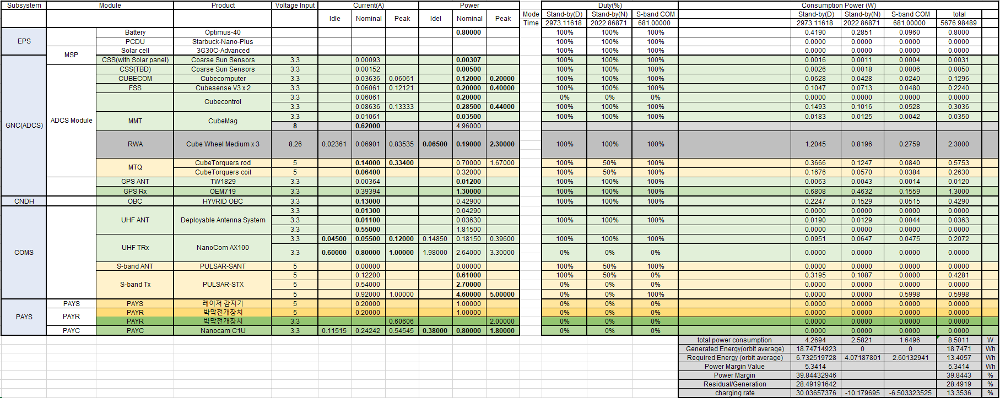 Subsystem Module Product Voltage Input Current(A) Power Duty(%) Consumption Power (W)
Idle Nominal Peak Idel Nominal Peak Mode Stand-by(D) Stand-by(N) S-band COM Stand-by(D) Stand-by(N) S-band COM total
Time 2973.11618 2022.86871 681.00000 2973.11618 2022.86871 681.00000 5676.98489
EPS Battery Optimus-40 0.80000 100% 100% 100% 0.4190 0.2851 0.0960 0.8000
PCDU Starbuck-Nano-Plus 100% 100% 100% 0.0000 0.0000 0.0000 0.0000
MSP Solar cell 3G30C-Advanced 100% 100% 100% 0.0000 0.0000 0.0000 0.0000
GNC(ADCS) CSS(with Solar panel) Coarse Sun Sensors 3.3 0.00093 0.00307 100% 100% 100% 0.0016 0.0011 0.0004 0.0031
ADCS Module CSS(TBD) Coarse Sun Sensors 3.3 0.00152 0.00500 100% 100% 100% 0.0026 0.0018 0.0006 0.0050
CUBECOM Cubecomputer 3.3 0.03636 0.06061 0.12000 0.20000 100% 100% 100% 0.0628 0.0428 0.0240 0.1296
FSS Cubesense V3 x 2 3.3 0.06061 0.12121 0.20000 0.40000 100% 100% 100% 0.1047 0.0713 0.0480 0.2240
Cubecontrol 3.3 0.06061 0.20000 0% 0% 0% 0.0000 0.0000 0.0000 0.0000
3.3 0.08636 0.13333 0.28500 0.44000 100% 100% 100% 0.1493 0.1016 0.0528 0.3036
MMT CubeMag 3.3 0.01061 0.03500 100% 100% 100% 0.0183 0.0125 0.0042 0.0350
8 0.62000 4.96000
RWA Cube Wheel Medium x 3 8.26 0.02361 0.06901 0.83535 0.06500 0.19000 2.30000 100% 100% 100% 1.2045 0.8196 0.2759 2.3000
MTQ CubeTorquers rod 5 0.14000 0.33400 0.70000 1.67000 100% 50% 100% 0.3666 0.1247 0.0840 0.5753
CubeTorquers coil 5 0.06400 0.32000 100% 50% 100% 0.1676 0.0570 0.0384 0.2630
GPS ANT TW1829 3.3 0.00364 0.01200 100% 100% 100% 0.0063 0.0043 0.0014 0.0120
GPS Rx OEM719 3.3 0.39394 1.30000 100% 100% 100% 0.6808 0.4632 0.1559 1.3000
CNDH OBC HYVRID OBC 3.3 0.13000 0.42900 100% 100% 100% 0.2247 0.1529 0.0515 0.4290
COMS UHF ANT Deployable Antenna System 3.3 0.01300 0.04290 0.0000 0.0000 0.0000 0.0000
3.3 0.01100 0.03630 100% 100% 100% 0.0190 0.0129 0.0044 0.0363
3.3 0.55000 1.81500 0.0000 0.0000 0.0000 0.0000
UHF TRx NanoCom AX100 3.3 0.04500 0.05500 0.12000 0.14850 0.18150 0.39600 100% 100% 100% 0.0951 0.0647 0.0475 0.2072
3.3 0.60000 0.80000 1.00000 1.98000 2.64000 3.30000 0% 0% 0% 0.0000 0.0000 0.0000 0.0000
S-band ANT PULSAR-SANT 5 0.00000 0.00000 100% 50% 100% 0.0000 0.0000 0.0000 0.0000
S-band Tx PULSAR-STX 5 0.12200 0.61000 100% 50% 0% 0.3195 0.1087 0.0000 0.4281
5 0.54000 2.70000 0% 0% 0% 0.0000 0.0000 0.0000 0.0000
5 0.92000 1.00000 4.60000 5.00000 0% 0% 100% 0.0000 0.0000 0.5998 0.5998
PAYS PAYS PAYS 레이저 감지기 5 0.20000 1.00000 0% 0% 0% 0.0000 0.0000 0.0000 0.0000
PAYR PAYR 박막전개장치 5 0.20000 1.00000 0% 0% 0% 0.0000 0.0000 0.0000 0.0000
PAYR 박막전개장치 3.3 0.60606 2.00000 0% 0% 0% 0.0000 0.0000 0.0000 0.0000
PAYC PAYC Nanocam C1U 3.3 0.11515 0.24242 0.54545 0.38000 0.80000 1.80000 0% 0% 0% 0.0000 0.0000 0.0000 0.0000
total power consumption 4.2694 2.5821 1.6496 8.5011 W
Generated Energy(orbit average) 18.74714923 0 0 18.7471 Wh
Required Energy (orbit average) 6.732519728 4.07187801 2.60132941 13.4057 Wh
Power Margin Value 5.3414 5.3414 Wh
Power Margin 39.84432946 39.8443 %
Residual/Generation 28.49191642 28.4919 %
charging rate 30.03657376 -10.179695 -6.503323525 13.3536 %